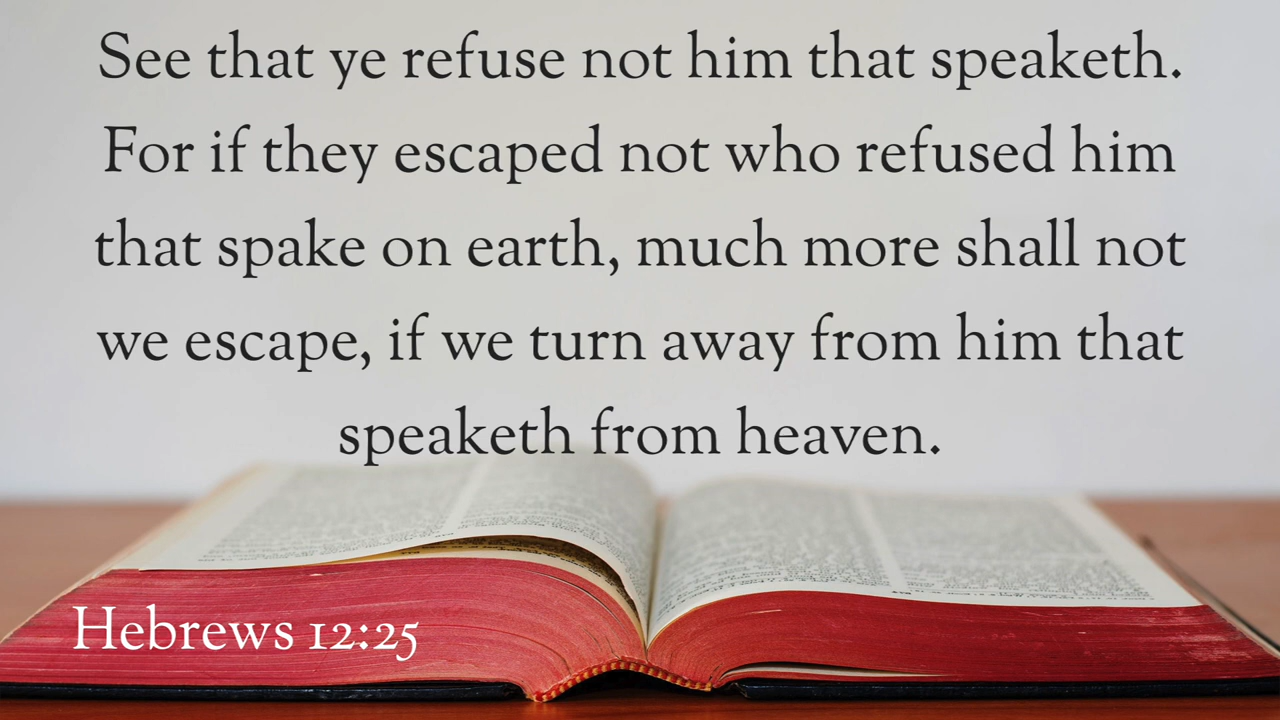 See that ye refuse not him that speaketh.
For if they escaped not who refused him
that spake on earth, much more shall not
we escape, if we turn away from him that
speaketh from heaven.
Hebrews 12:25